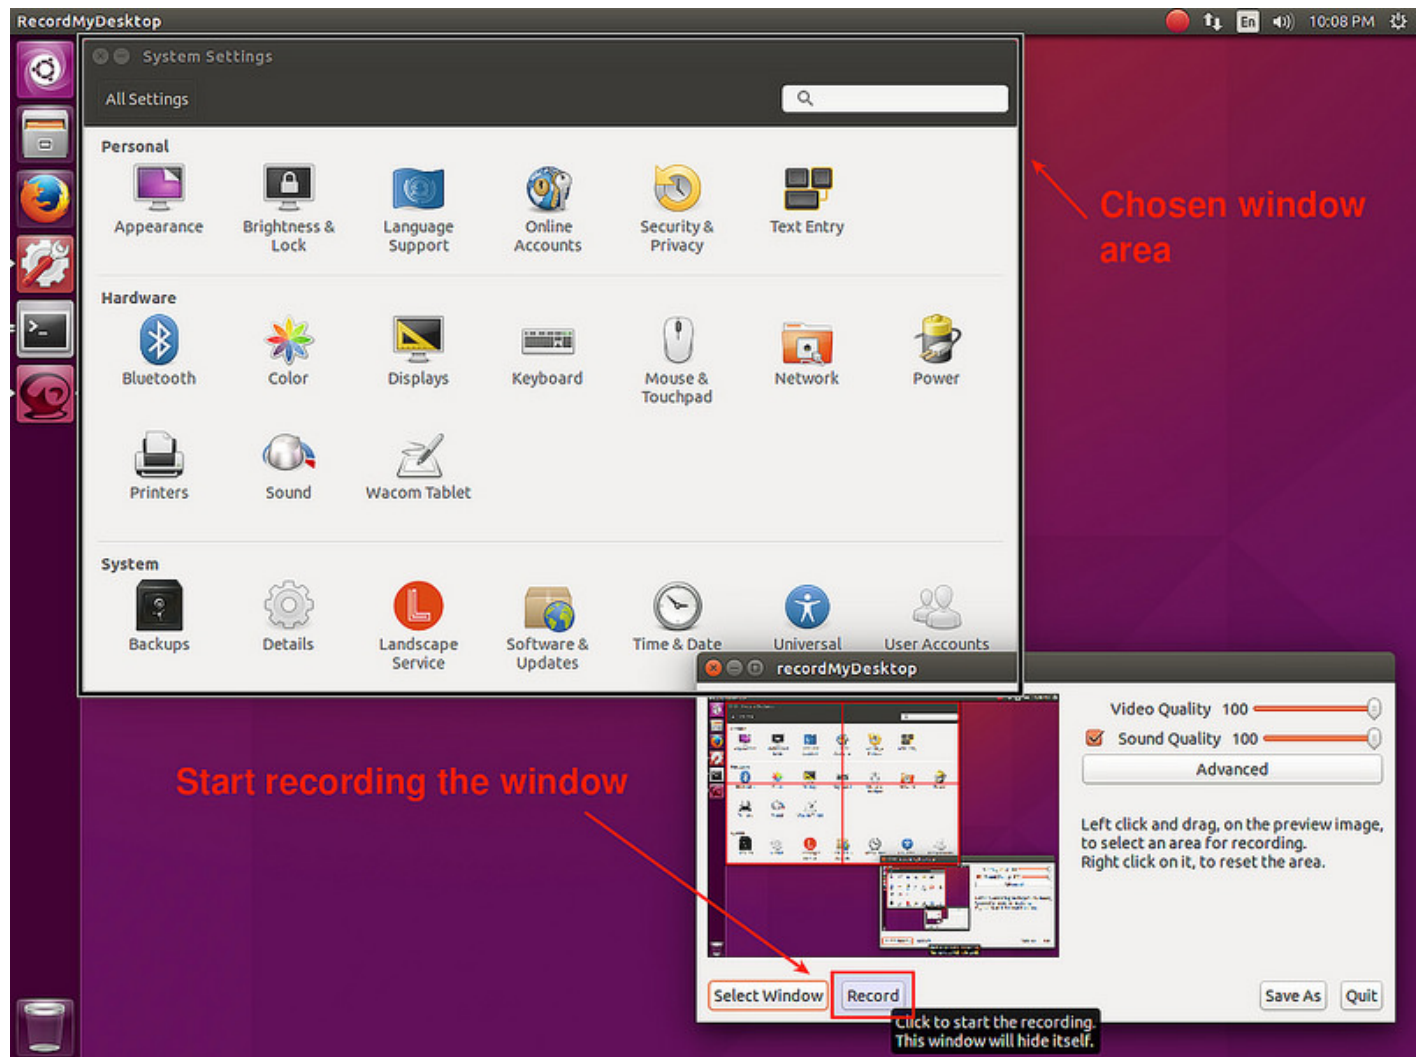 RecordMyDesktop
En
10:08 PM
System Settings
All Settings
Personal
Appearance
Brightness &
Lock
Language
Support
Online
Accounts
Security &
Privacy
Text Entry
Chosen window
area
Hardware
Bluetooth
Color
Displays
Keyboard
Mouse &
Touchpad
Network
Power
Printers
Sound
Wacom Tablet
System
Backups
Details
Landscape
Service
Software &
Updates
Time & Date
Universal
User Accounts
recordMyDesktop
Video Quality 100
Sound Quality 100
Advanced
Left click and drag, on the preview image,
to select an area for recording.
Right click on it, to reset the area.
Start recording the window
Select Window
Record
Save As
Quit
Click to start the recording.
This window will hide itself.